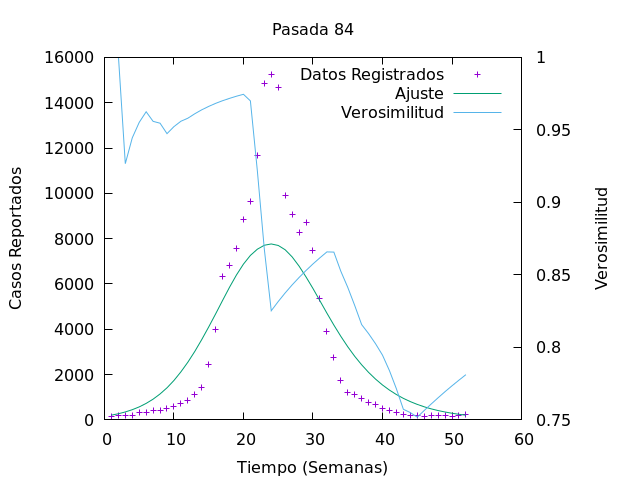 Pasada 84
16000
14000
12000
10000
8000
6000
4000
2000
0
Casos Reportados
Datos Registrados
Ajuste
Verosimilitud
1
0.95
0.9
0.85
0.8
0.75
Verosimilitud
0 10 20 30 40 50 60
Tiempo (Semanas)